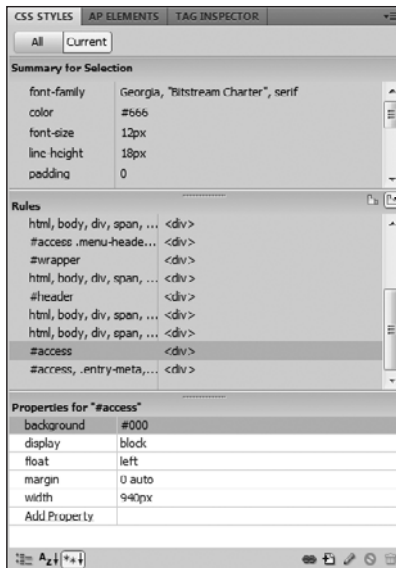 CSS STYLES AP ELEMENTS TAG INSPECTOR
All Current
Summary for Selection
font-family Georgia, "Bitstream Charter", serif
color #666
font-size 12px
line-height 18px
padding 0
Rules
html, body, div, span, ... <div>
#access .menu-heade... <div>
#wrapper <div>
html, body, div, span, ... <div>
#header <div>
html, body, div, span, ... <div>
html, body, div, span, ... <div>
#access <div>
#access, .entry-meta,... <div>
Properties for "#access"
background #000
display block
float left
margin 0 auto
width 940px
Add Property